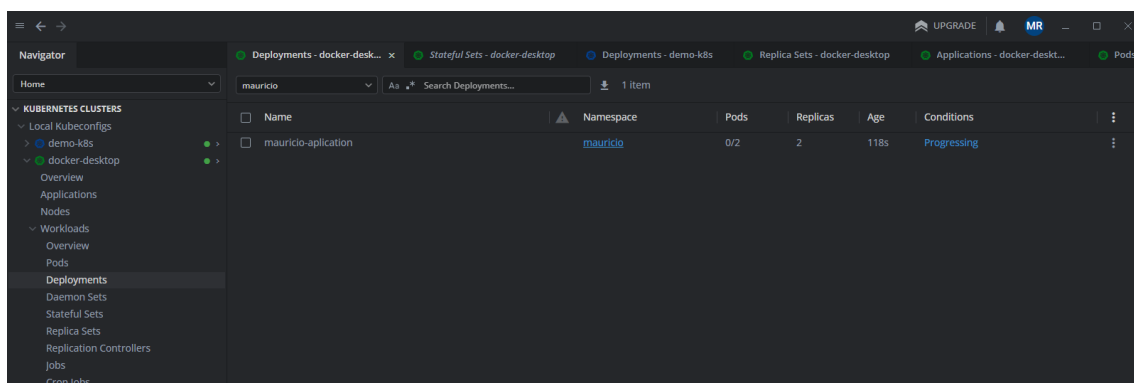 UPGRADE MR
Navigator
Deployments - docker-desk...
Stateful Sets - docker-desktop
Deployments - demo-k8s
Replica Sets - docker-desktop
Applications - docker-deskt...
Pods
Home
mauricio
Aa .* Search Deployments...
1 item
KUBERNETES CLUSTERS
Local Kubeconfigs
demo-k8s
docker-desktop
Overview
Applications
Nodes
Workloads
Overview
Pods
Deployments
Daemon Sets
Stateful Sets
Replica Sets
Replication Controllers
Jobs
Cron Jobs
Name Namespace Pods Replicas Age Conditions
mauricio-aplication mauricio 0/2 2 118s Progressing